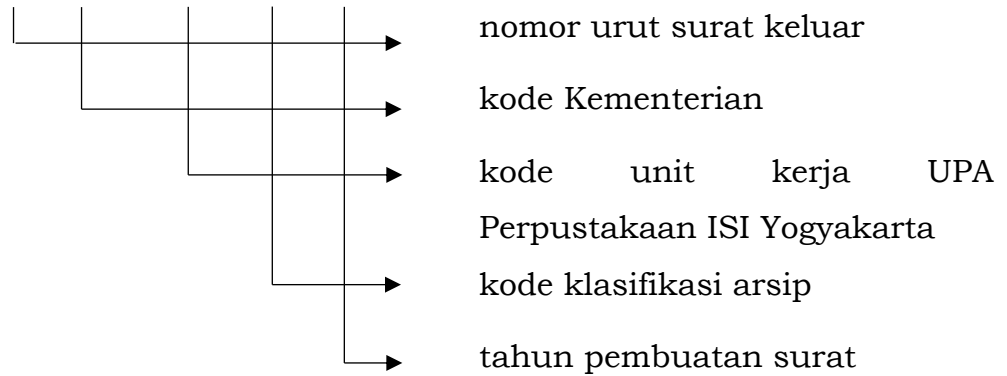 nomor urut surat keluar
kode Kementerian
kode unit kerja UPA
Perpustakaan ISI Yogyakarta
kode klasifikasi arsip
tahun pembuatan surat